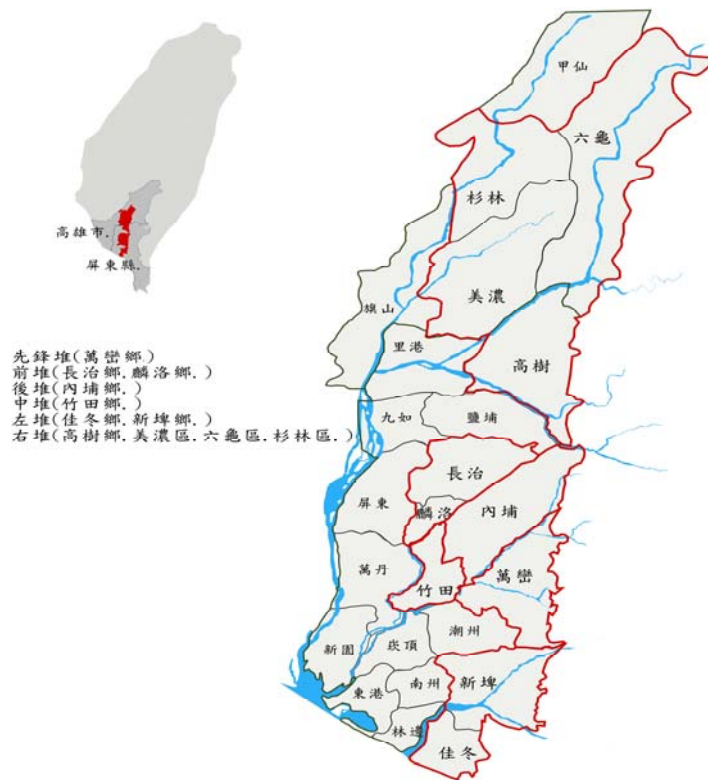 甲仙
六龜
杉林
高雄市.
屏東縣.
旗山
美濃
里港
高樹
先鋒堆(萬巒鄉)
前堆(長治鄉.麟洛鄉.)
後堆(內埔鄉.)
中堆(竹田鄉.)
左堆(佳冬鄉.新埤鄉.)
右堆(高樹鄉.美濃區.六龜區.杉林區.)
九如
鹽埔
長治
屏東
麟洛
內埔
萬丹
竹田
萬巒
新園
崁頂
潮州
東港
南州
新埤
林邊
佳冬